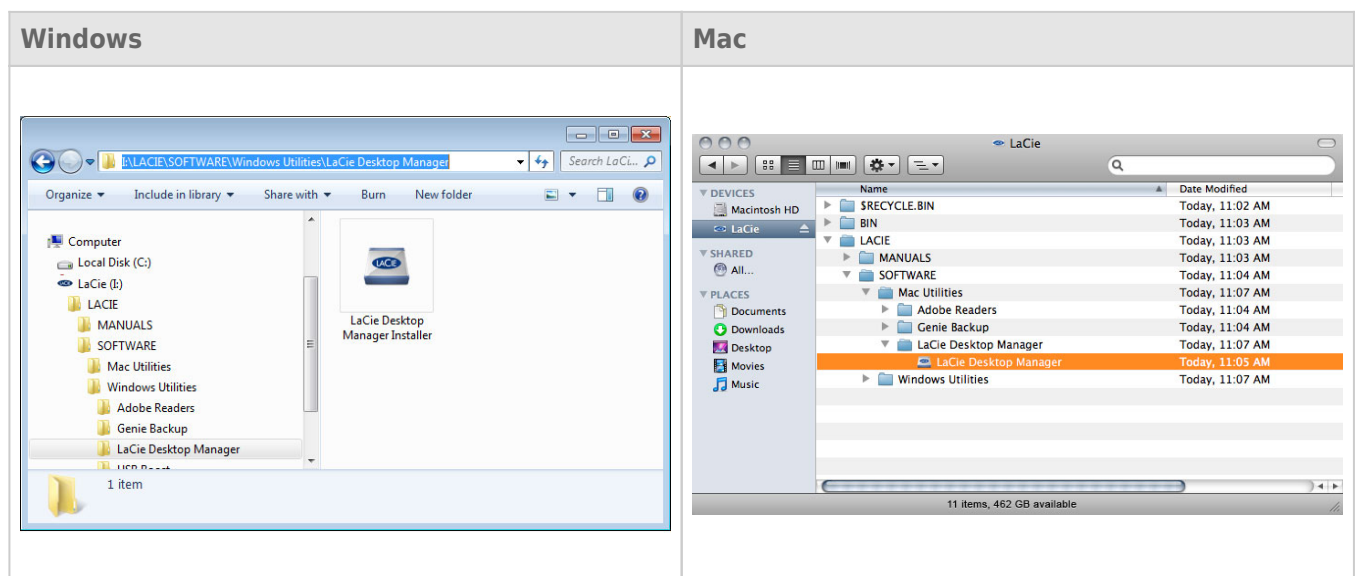 Windows
Mac
I:\LACIE\SOFTWARE\Windows Utilities\LaCie Desktop Manager
Search LaCi...
Organize
Include in library
Share with
Burn
New folder
Computer
Local Disk (C:)
LaCie (I:)
LACIE
MANUALS
SOFTWARE
Mac Utilities
Windows Utilities
Adobe Readers
Genie Backup
LaCie Desktop Manager
USB Boost
LACIE
LaCie Desktop
Manager Installer
1 item
LaCie
DEVICES
Macintosh HD
LaCie
SHARED
All...
PLACES
Documents
Downloads
Desktop
Movies
Music
Name Date Modified
$RECYCLE.BIN Today, 11:02 AM
BIN Today, 11:03 AM
LACIE Today, 11:03 AM
MANUALS Today, 11:03 AM
SOFTWARE Today, 11:04 AM
Mac Utilities Today, 11:07 AM
Adobe Readers Today, 11:04 AM
Genie Backup Today, 11:04 AM
LaCie Desktop Manager Today, 11:07 AM
LaCie Desktop Manager Today, 11:05 AM
Windows Utilities Today, 11:07 AM
11 items, 462 GB available